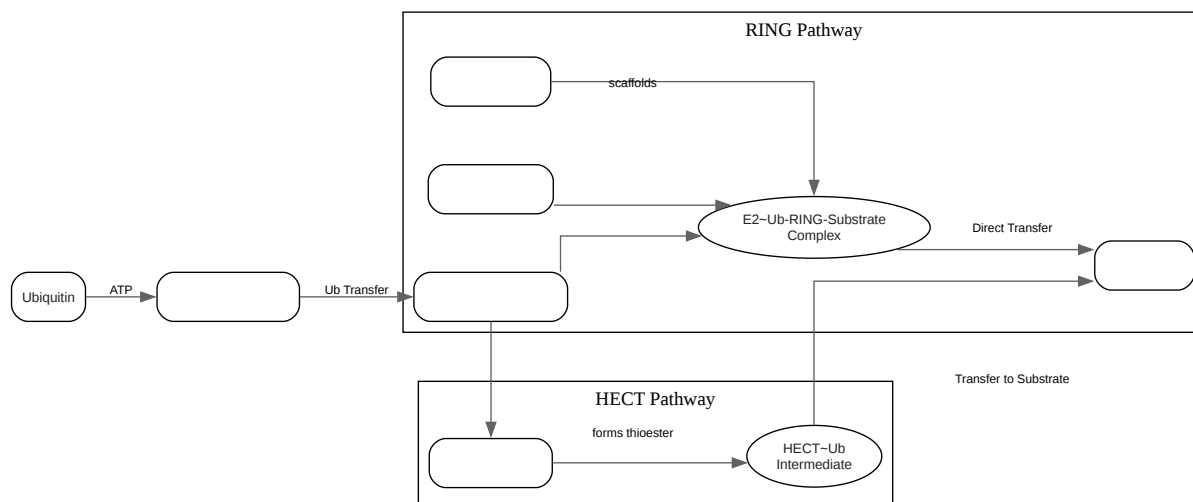 RING Pathway
scaffolds
E2~Ub-RING-Substrate
Complex
Direct Transfer
Ubiquitin
ATP
Ub Transfer
Transfer to Substrate
HECT Pathway
forms thioester
HECT~Ub
Intermediate